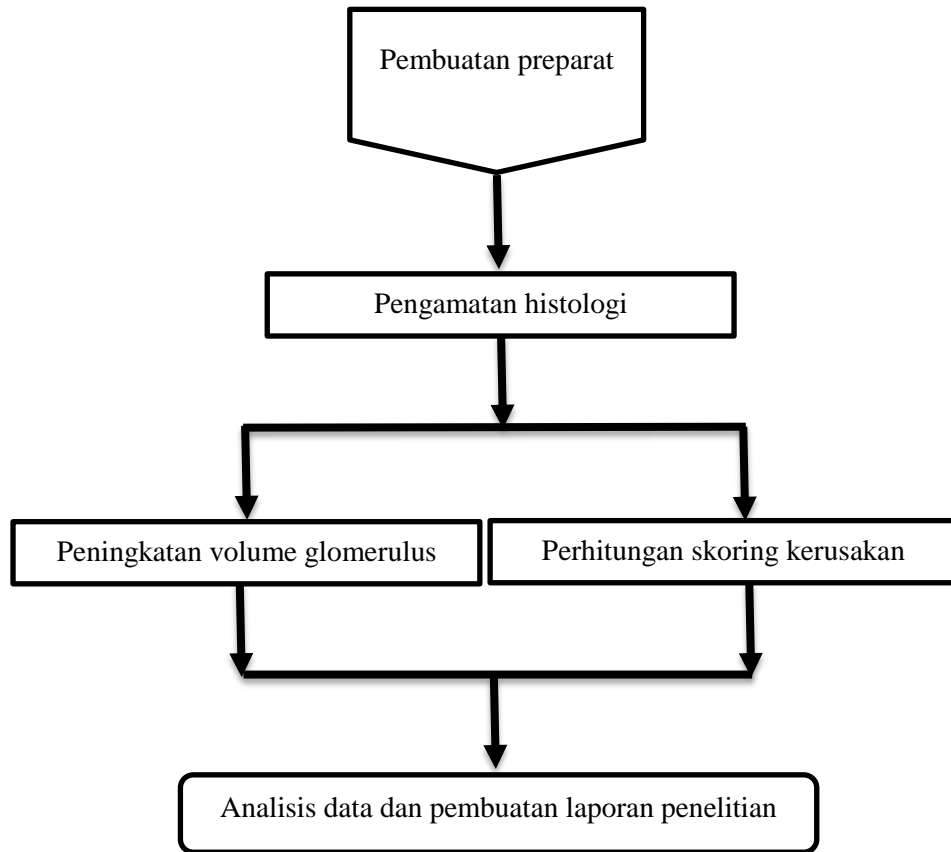 Pembuatan preparat
Pengamatan histologi
Peningkatan volume glomerulus
Perhitungan skoring kerusakan
Analisis data dan pembuatan laporan penelitian